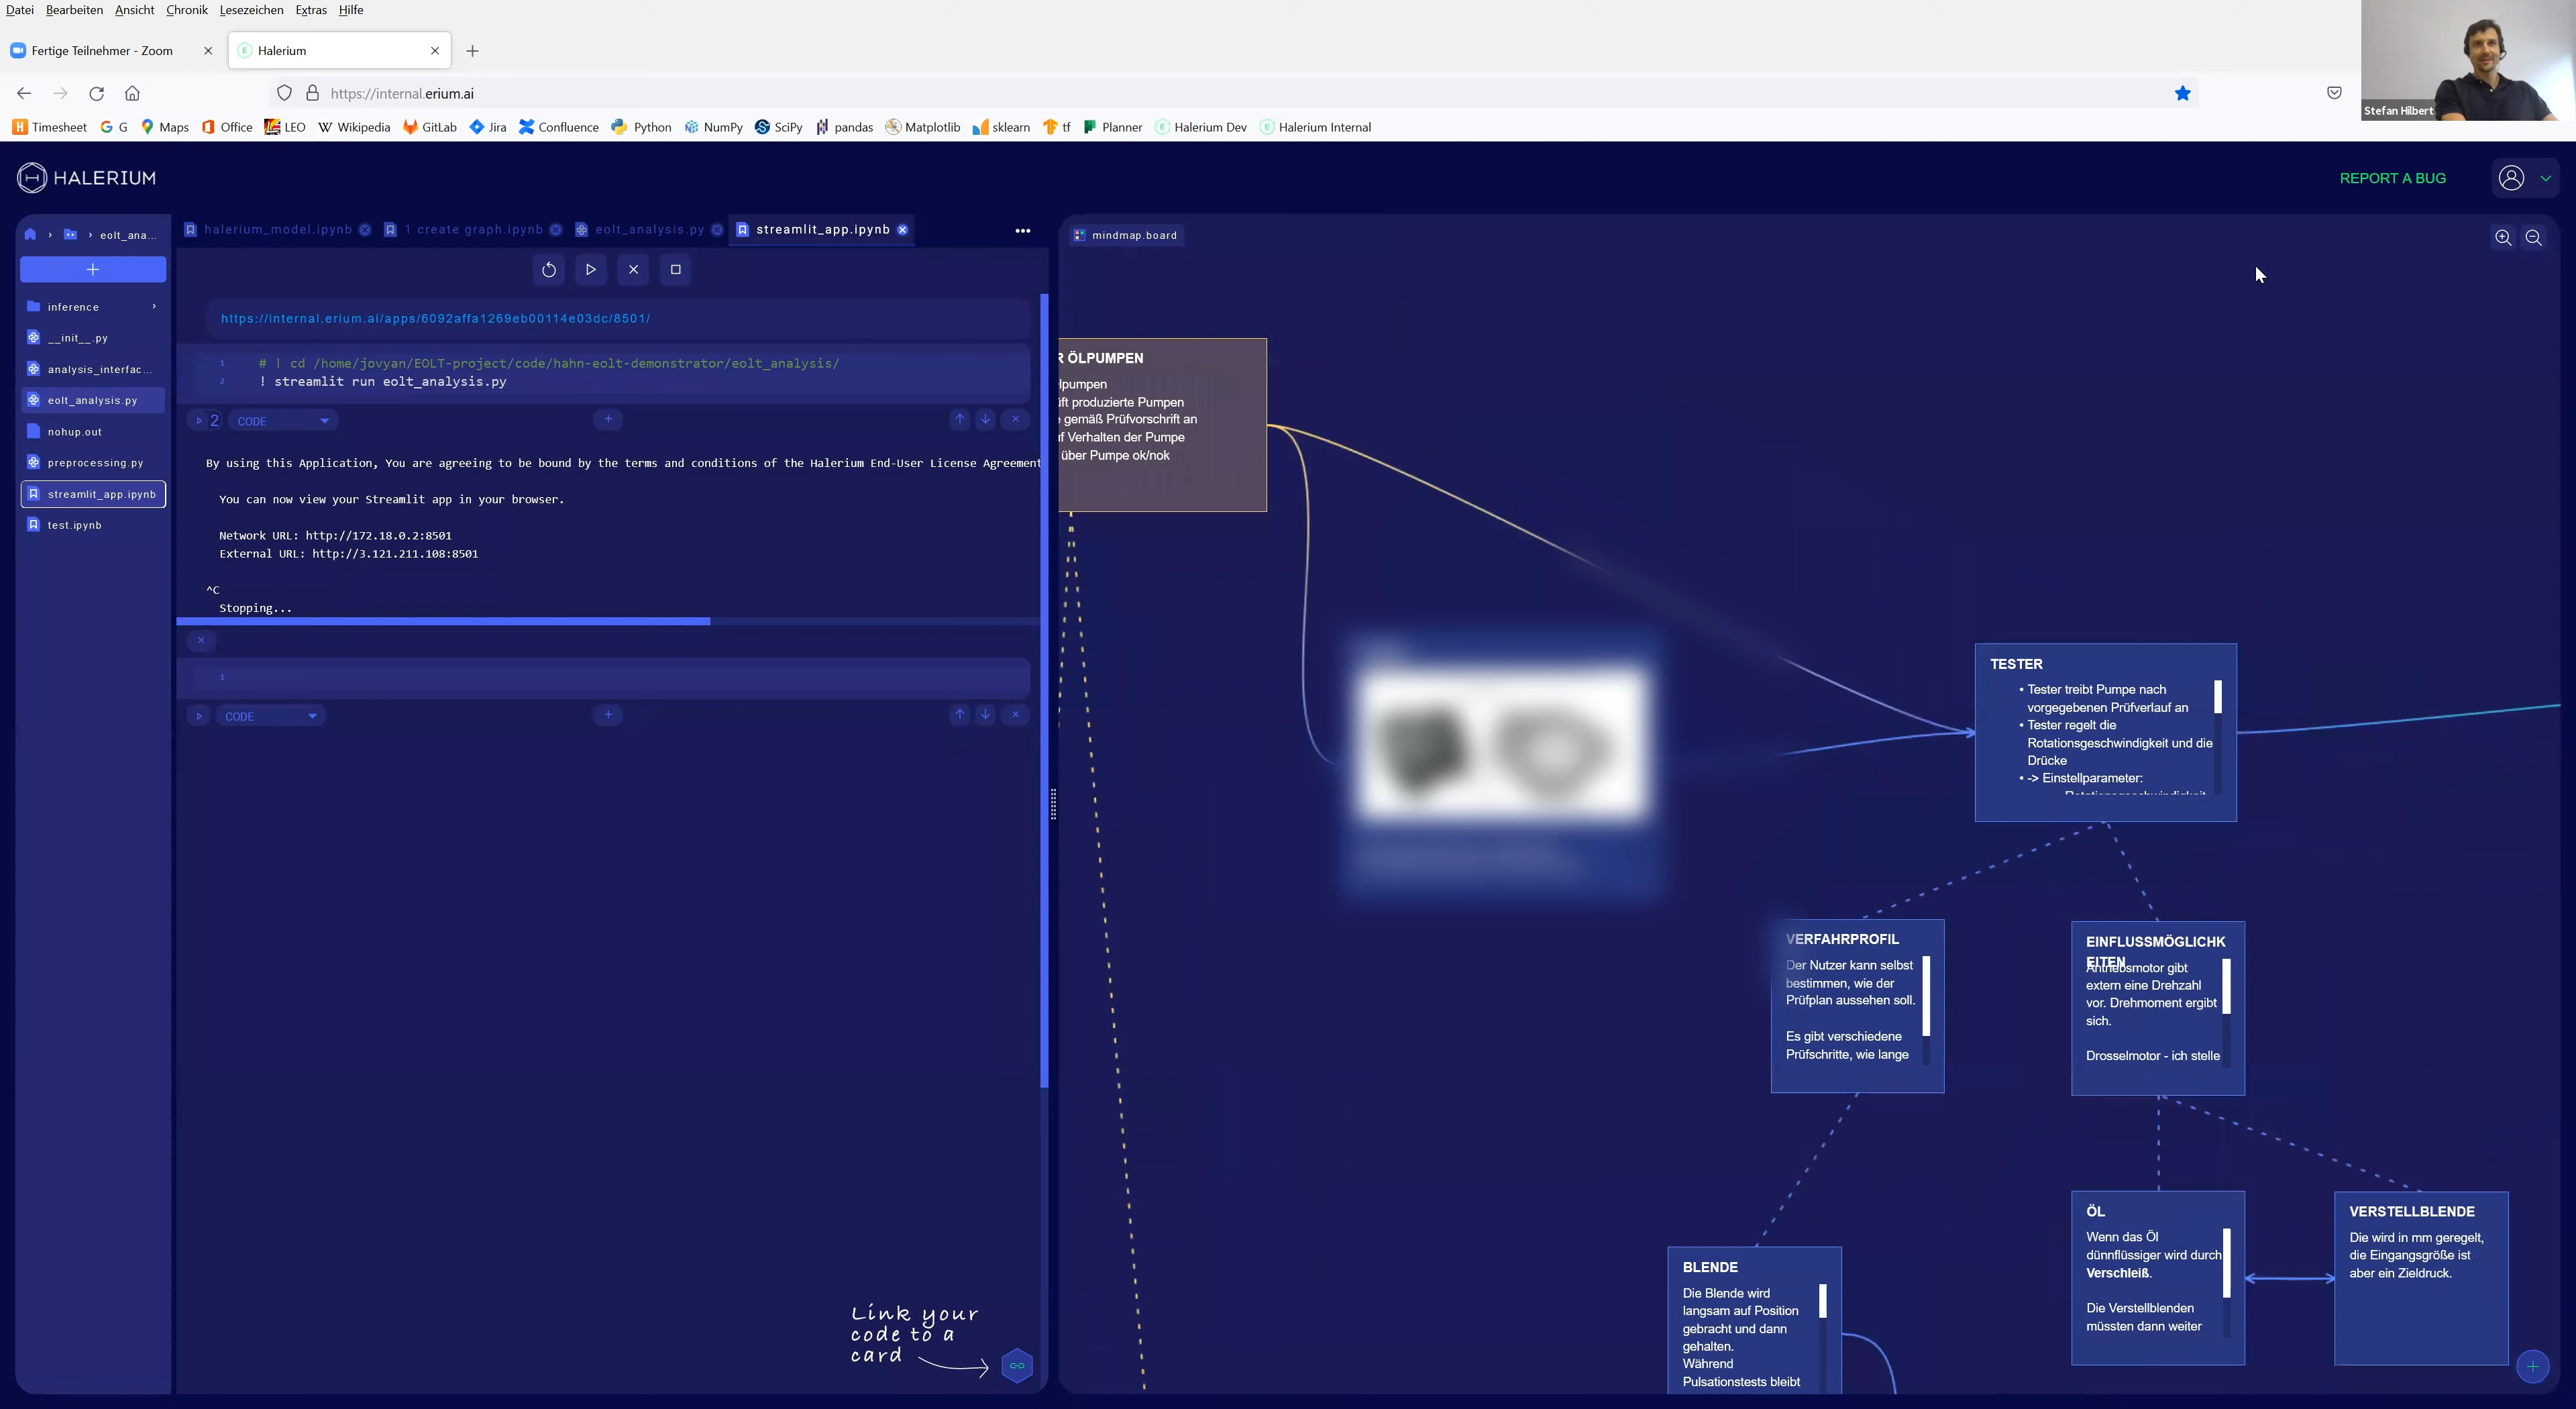 Datei Bearbeiten Ansicht Chronik Lesezeichen Extras Hilfe
Fertige Teilnehmer - Zoom
Halerium
https://internal.erium.ai
Timesheet G Maps Office LEO Wikipedia GitLab Jira Confluence Python NumPy SciPy pandas Matplotlib sklearn tf Planner Halerium Dev Halerium Internal
Stefan Hilbert
HALERIUM
REPORT A BUG
eolt_ana...
inference
__init__.py
analysis_interfac...
eolt_analysis.py
nohup.out
preprocessing.py
streamlit_app.ipynb
test.ipynb
halerium_model.ipynb
1 create graph.ipynb
eolt_analysis.py
streamlit_app.ipynb
https://internal.erium.ai/apps/6092affa1269eb00114e03dc/8501/
1 # ! cd /home/jovyan/EOLT-project/code/hahn-eolt-demonstrator/eolt_analysis/
2 ! streamlit run eolt_analysis.py
2 CODE
By using this Application, You are agreeing to be bound by the terms and conditions of the Halerium End-User License Agreement
You can now view your Streamlit app in your browser.
Network URL: http://172.18.0.2:8501
External URL: http://3.121.211.108:8501
^C
Stopping...
1
CODE
Link your
code to a
card
mindmap.board
R ÖLPUMPEN
lpumpen
ft produzierte Pumpen
gemäß Prüfvorschrift an
f Verhalten der Pumpe
über Pumpe ok/nok
TESTER
• Tester treibt Pumpe nach
vorgegebenen Prüfverlauf an
• Tester regelt die
Rotationsgeschwindigkeit und die
Drücke
• -> Einstellparameter:
VERFAHRPROFIL
Der Nutzer kann selbst
bestimmen, wie der
Prüfplan aussehen soll.
Es gibt verschiedene
Prüfschritte, wie lange
EINFLUSSMÖGLICHK
EITEN
Antriebsmotor gibt
extern eine Drehzahl
vor. Drehmoment ergibt
sich.
Drosselmotor - ich stelle
BLENDE
Die Blende wird
langsam auf Position
gebracht und dann
gehalten.
Während
Pulsationstests bleibt
ÖL
Wenn das Öl
dünnflüssiger wird durch
Verschleiß.
Die Verstellblenden
müssten dann weiter
VERSTELLBLENDE
Die wird in mm geregelt,
die Eingangsgröße ist
aber ein Zieldruck.